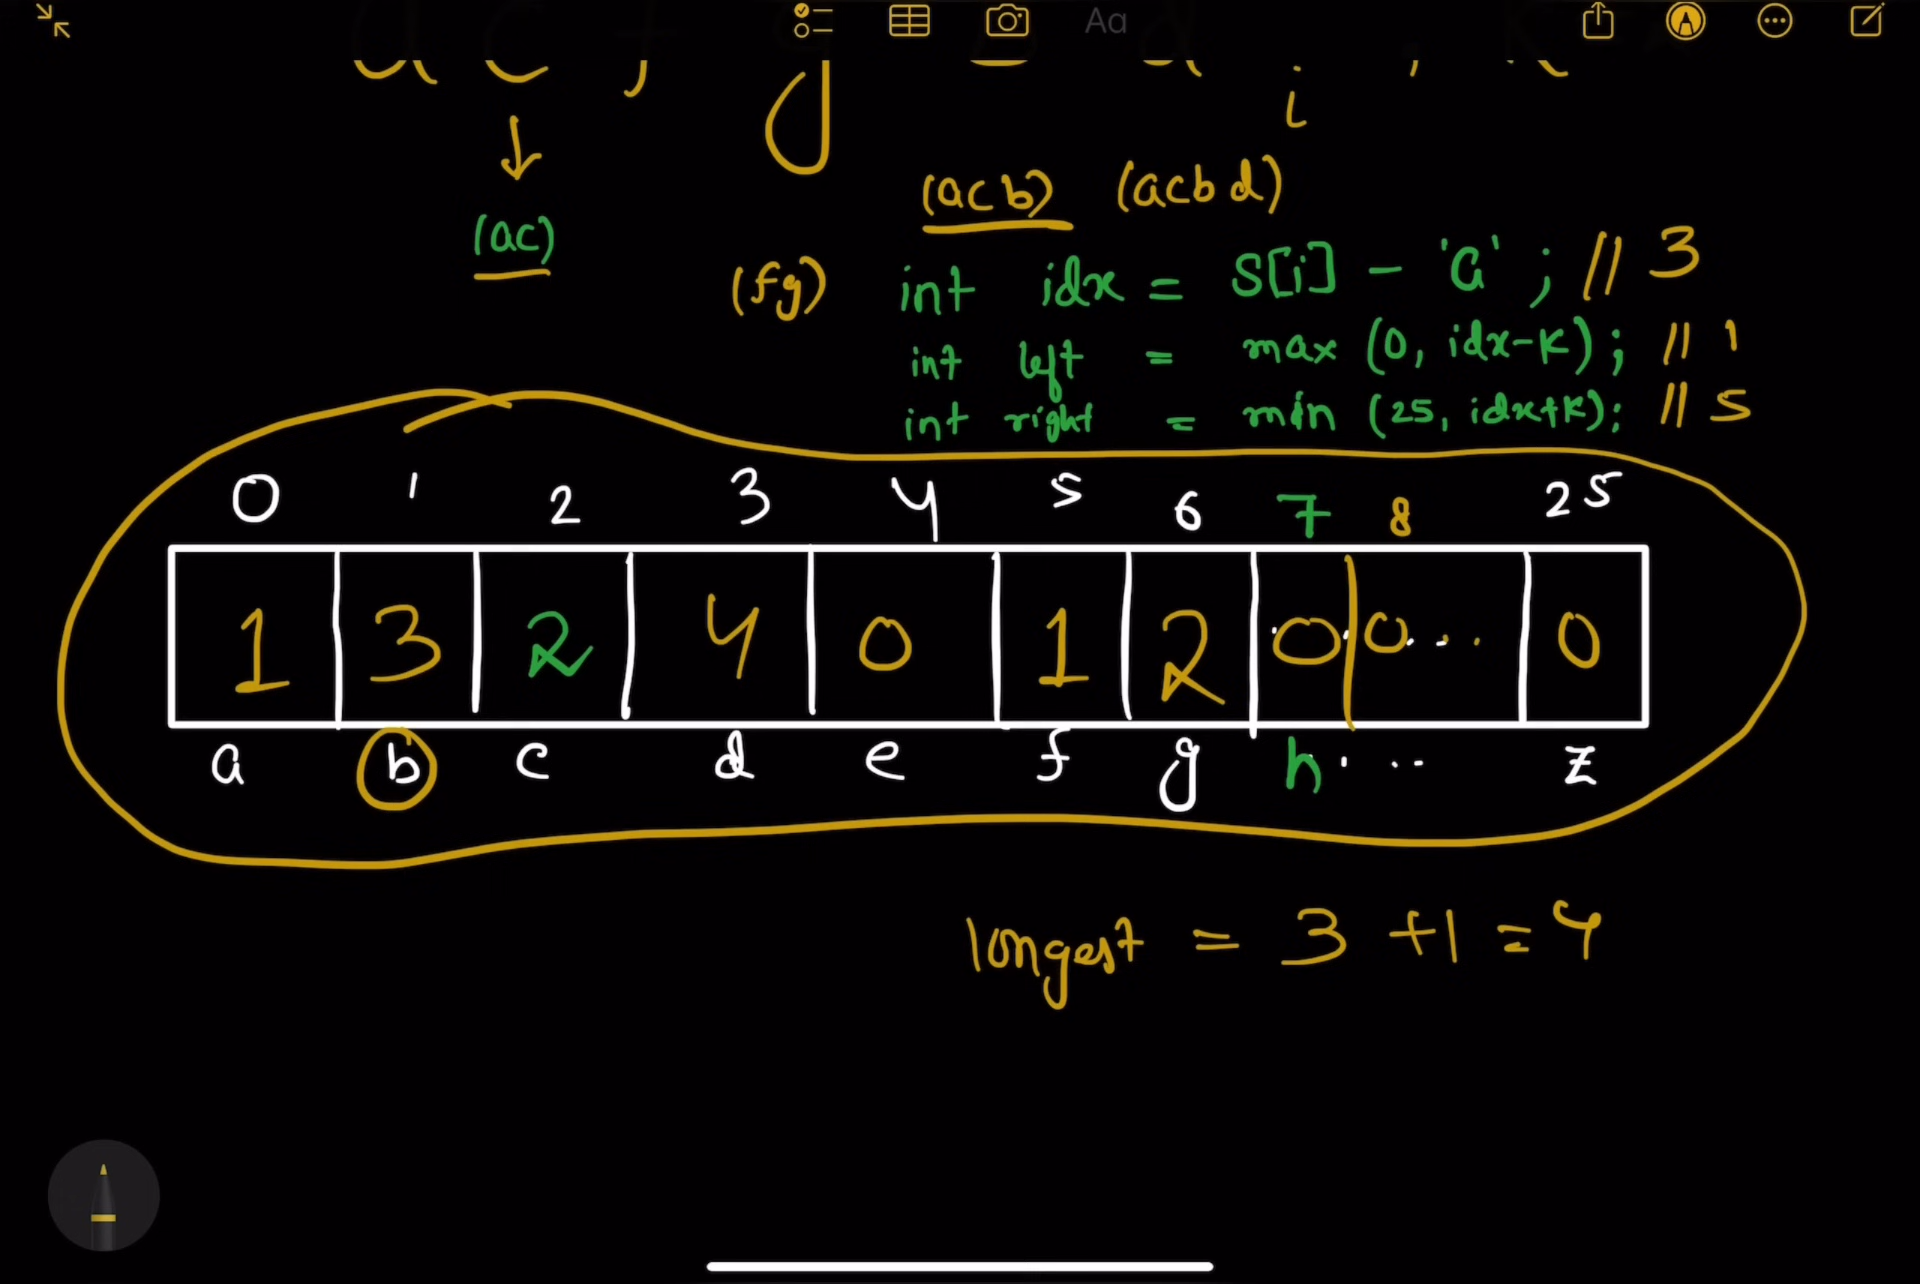 Aa
i
(acb) (acbd)
(ac)
(fg) int idx = S[i] - 'a' ; // 3
int left = max (0, idx-K); // 1
int right = min (25, idx+K); // 5
0 1 2 3 4 5 6 7 8 25
1 3 2 4 0 1 2 0 0... 0
a b c d e f g h... z
longest = 3 +1 = 4